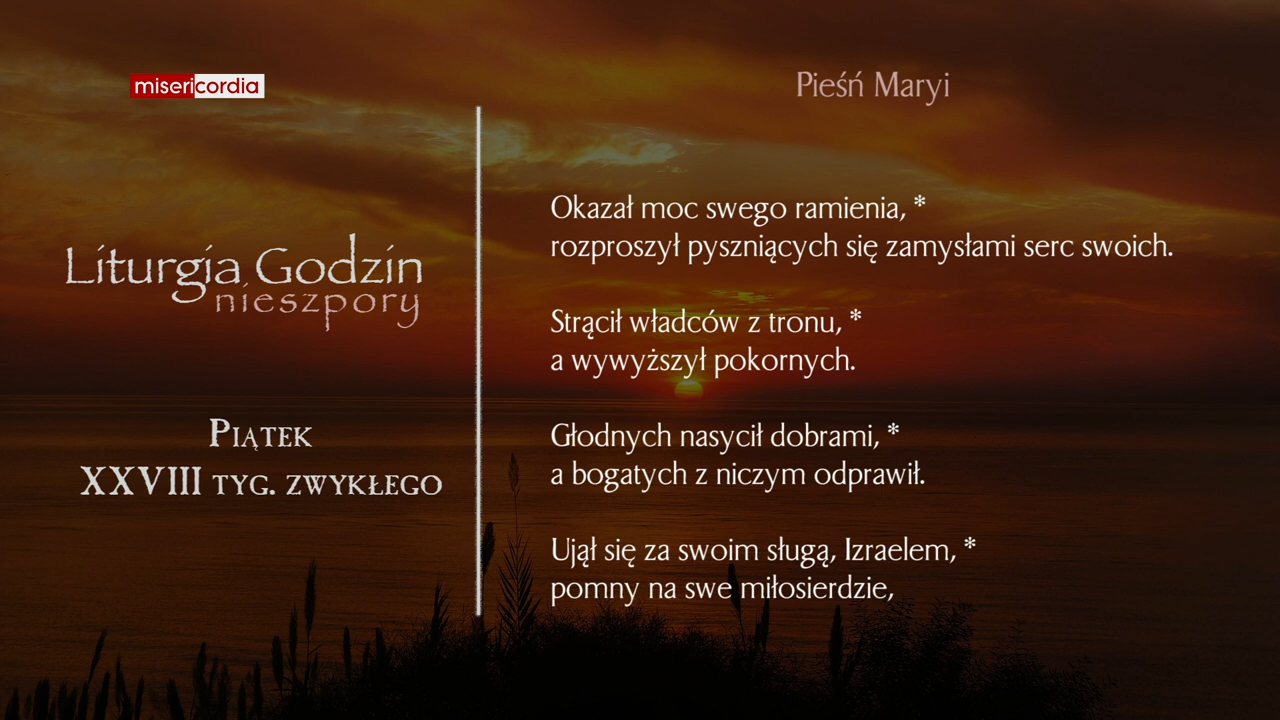 misericordia
Liturgia Godzin
nieszpory
Piątek
XXVIII tyg. zwykłego
Pieśń Maryi
Okazał moc swego ramienia, *
rozproszył pyszniących się zamysłami serc swoich.
Strącił władców z tronu, *
a wywyższył pokornych.
Głodnych nasycił dobrami, *
a bogatych z niczym odprawił.
Ujął się za swoim sługą, Izraelem, *
pomny na swe miłosierdzie,